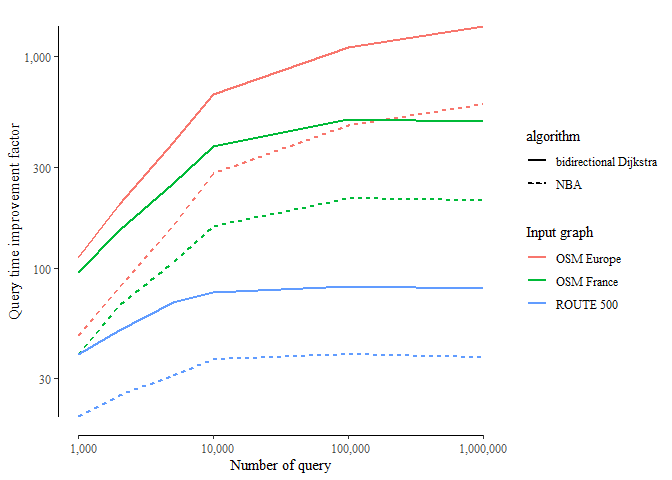 1,000
300
100
30
Query time improvement factor
1,000
10,000
100,000
1,000,000
Number of query
algorithm
bidirectional Dijkstra
NBA
Input graph
OSM Europe
OSM France
ROUTE 500